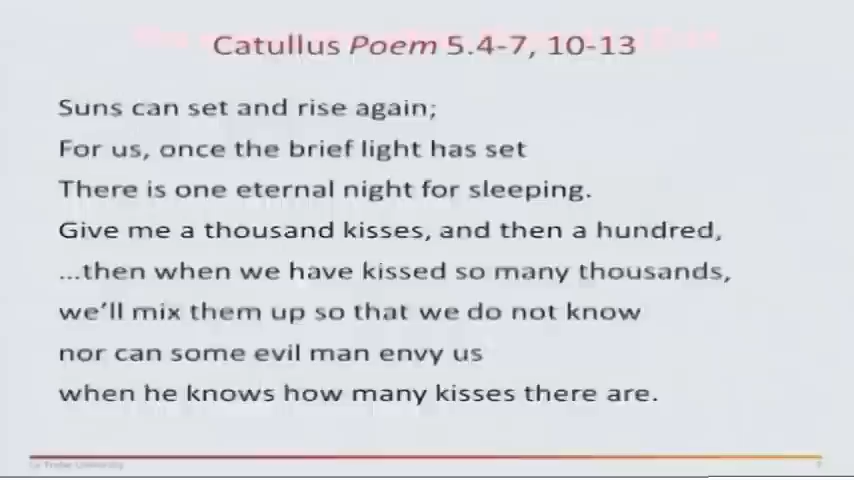 Catullus Poem 5.4-7, 10-13
Suns can set and rise again;
For us, once the brief light has set
There is one eternal night for sleeping.
Give me a thousand kisses, and then a hundred,
...then when we have kissed so many thousands,
we'll mix them up so that we do not know
nor can some evil man envy us
when he knows how many kisses there are.
La Trobe University